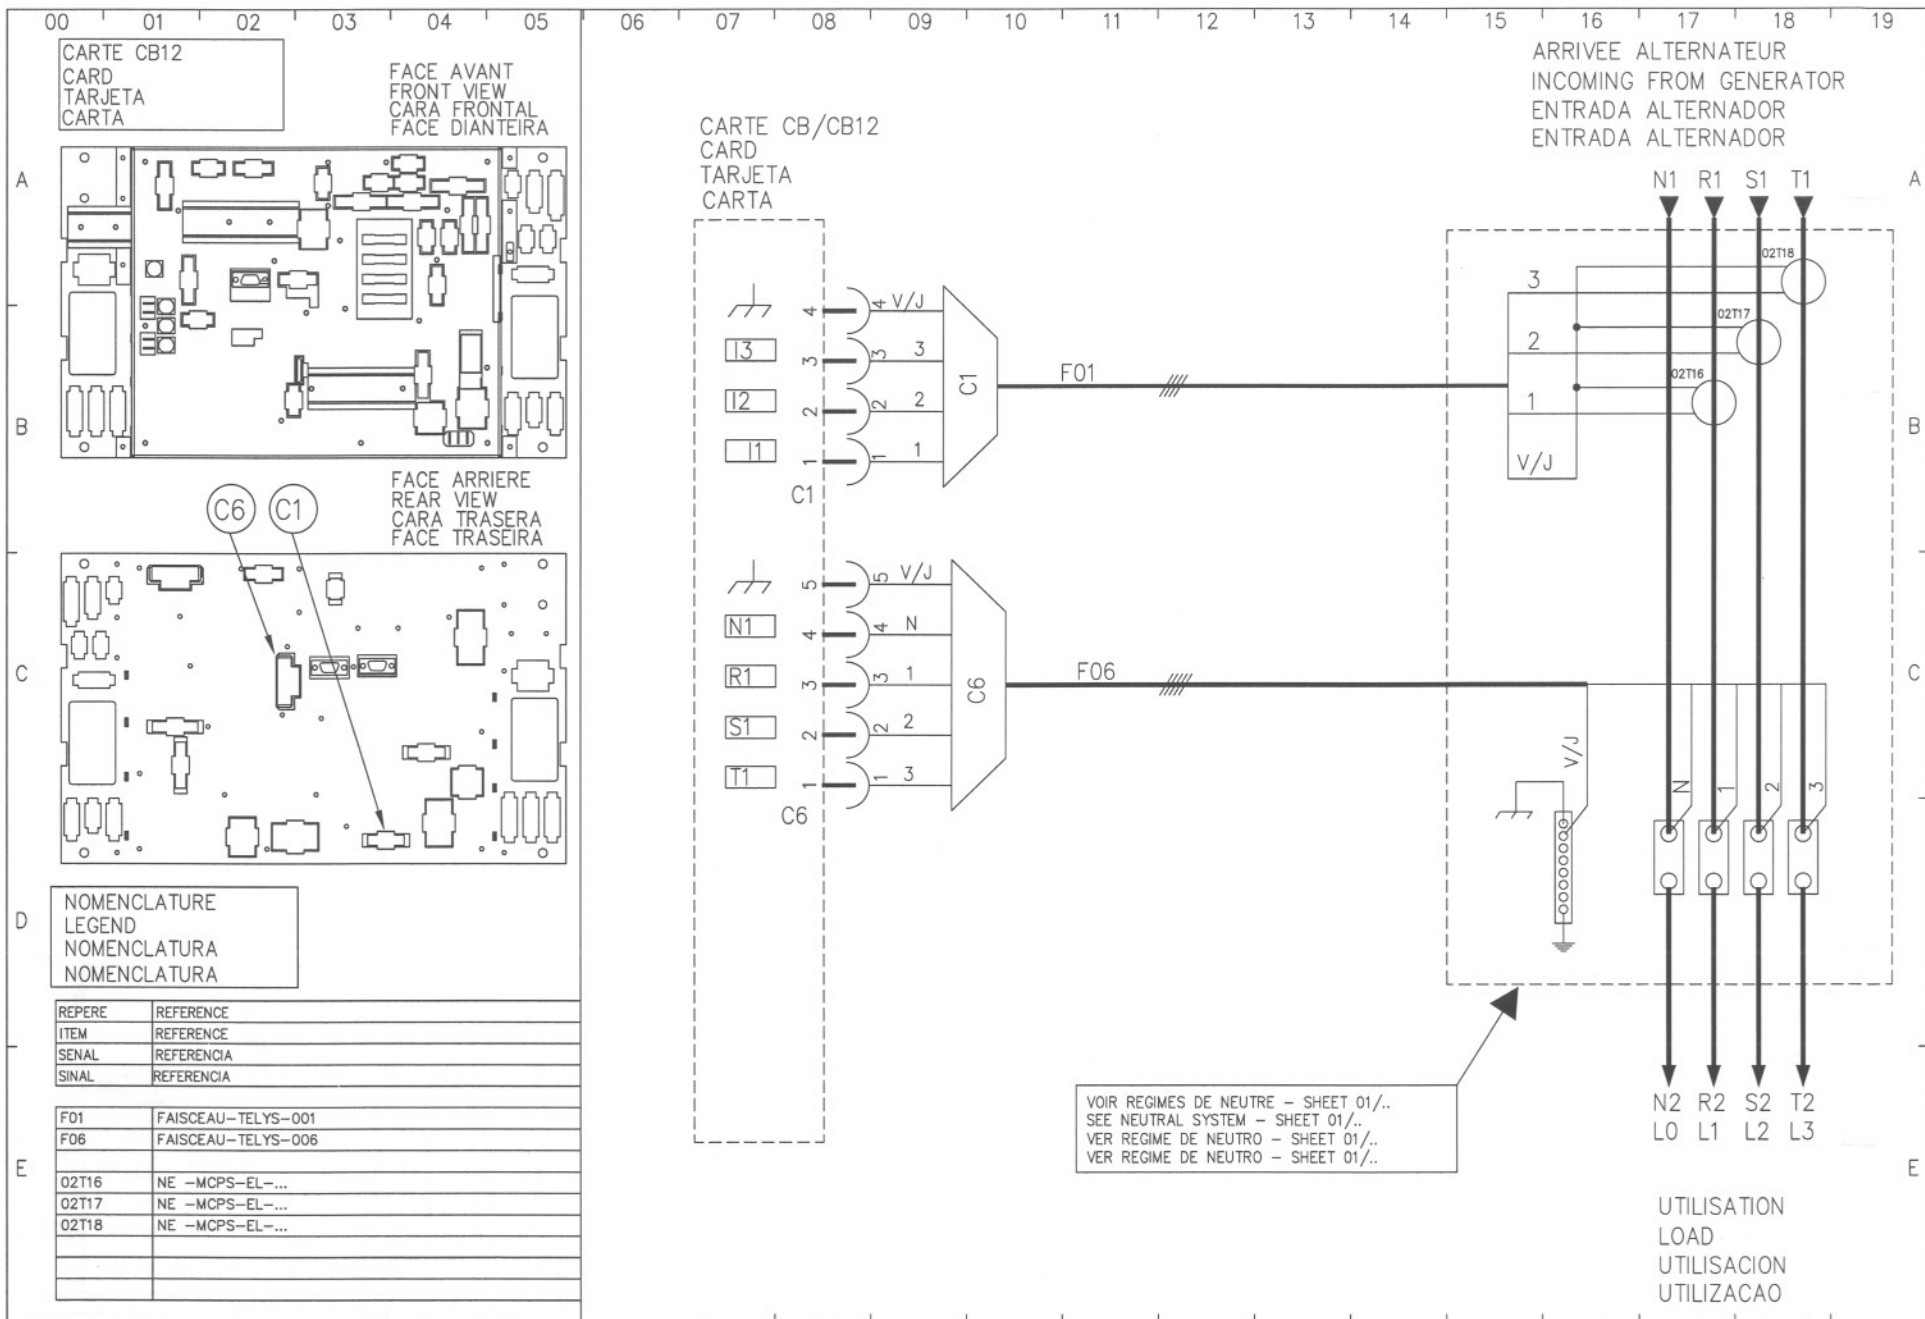 00 01 02 03 04 05 06 07 08 09 10 11 12 13 14 15 16 17 18 19
CARTE CB12
CARD
TARJETA
CARTA
FACE AVANT
FRONT VIEW
CARA FRONTAL
FACE DIANTEIRA
A
B
C
D
E
FACE ARRIERE
REAR VIEW
CARA TRASERA
FACE TRASEIRA
C6 C1
NOMENCLATURE
LEGEND
NOMENCLATURA
NOMENCLATURA
REPERE REFERENCE
ITEM REFERENCE
SENAL REFERENCIA
SINAL REFERENCIA
F01 FAISCEAU-TELYS-001
F06 FAISCEAU-TELYS-006
02T16 NE -MCPS-EL-...
02T17 NE -MCPS-EL-...
02T18 NE -MCPS-EL-...
CARTE CB/CB12
CARD
TARJETA
CARTA
4 4 V/J
I3 3 3 3
I2 2 2 2
I1 1 1 1
C1
C1
F01
5 5 V/J
N1 4 4 N
R1 3 3 1
S1 2 2 2
T1 1 1 3
C6
C6
F06
ARRIVEE ALTERNATEUR
INCOMING FROM GENERATOR
ENTRADA ALTERNADOR
ENTRADA ALTERNADOR
N1 R1 S1 T1
02T18
3
02T17
2
02T16
1
V/J
V/J
N 1 2 3
VOIR REGIMES DE NEUTRE - SHEET 01/..
SEE NEUTRAL SYSTEM - SHEET 01/..
VER REGIME DE NEUTRO - SHEET 01/..
VER REGIME DE NEUTRO - SHEET 01/..
N2 R2 S2 T2
L0 L1 L2 L3
UTILISATION
LOAD
UTILISACION
UTILIZACAO
A
B
C
E